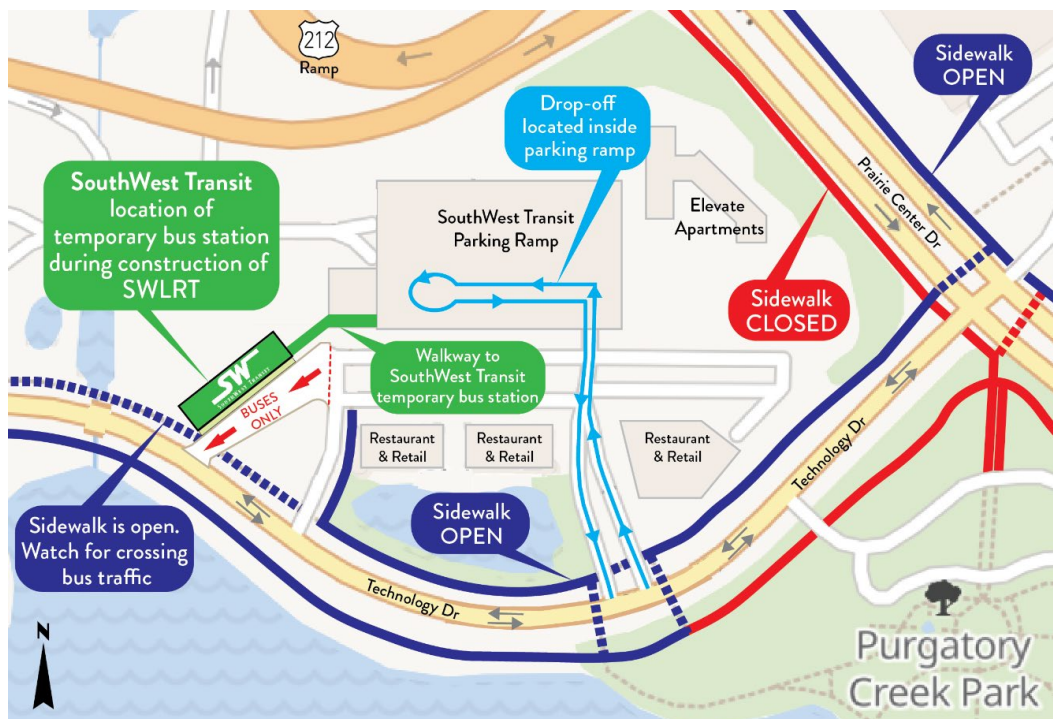 212
Ramp
Sidewalk
OPEN
Drop-off
located inside
parking ramp
SouthWest Transit
location of
temporary bus station
during construction of
SWLRT
SouthWest Transit
Parking Ramp
Elevate
Apartments
Prairie Center Dr
Sidewalk
CLOSED
Walkway to
SouthWest Transit
temporary bus station
SW
SOUTHWEST TRANSIT
BUSES
ONLY
Restaurant
& Retail
Restaurant
& Retail
Restaurant
& Retail
Technology Dr
Sidewalk
OPEN
Sidewalk is open.
Watch for crossing
bus traffic
Technology Dr
N
Purgatory
Creek Park